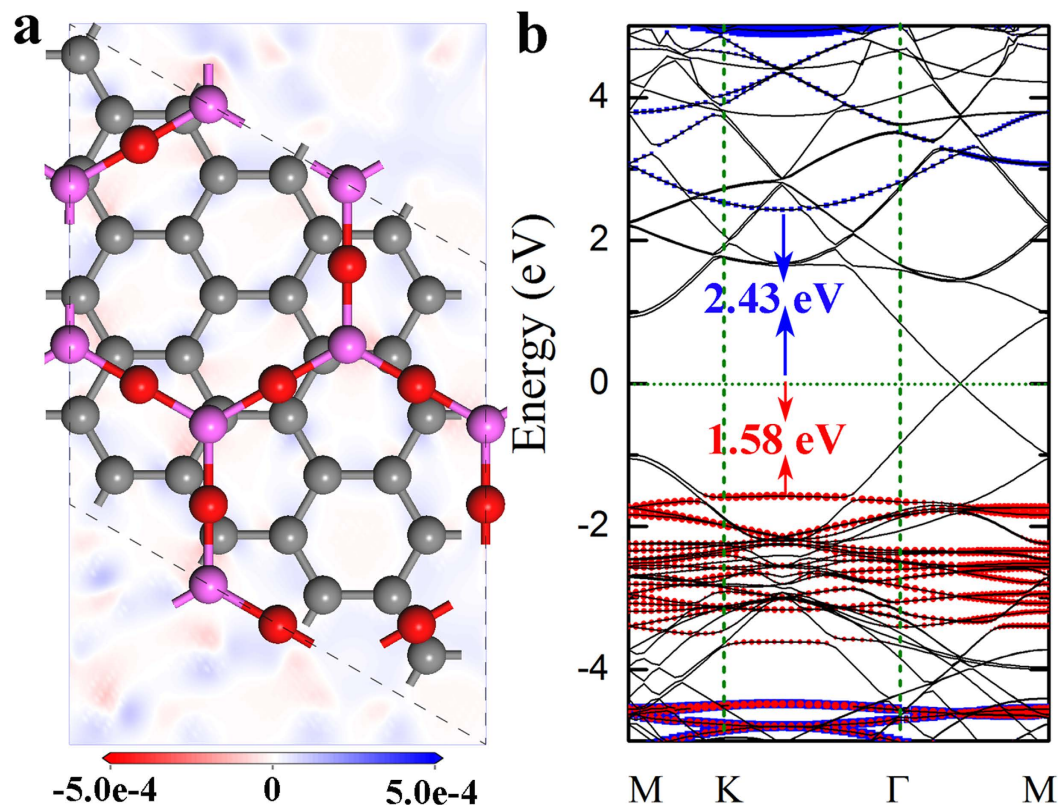 a
-5.0e-4 0 5.0e-4
b
Energy (eV)
4
2
0
-2
-4
2.43 eV
1.58 eV
M K Γ M